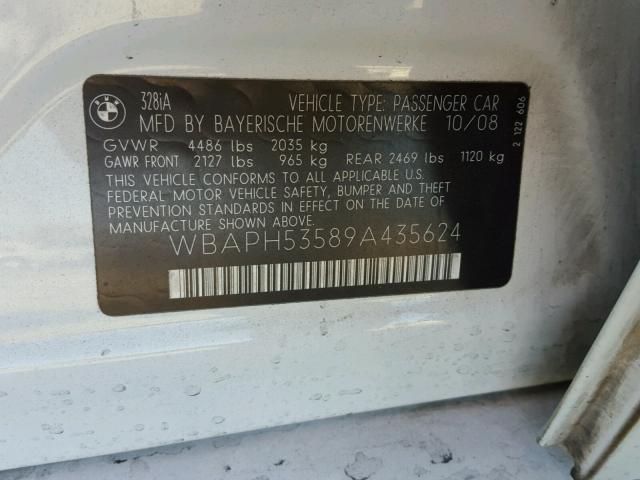 BMW 328iA VEHICLE TYPE: PASSENGER CAR
MFD BY BAYERISCHE MOTORENWERKE 10/08
GVWR 4486 lbs 2035 kg
GAWR FRONT 2127 lbs 965 kg REAR 2469 lbs 1120 kg
THIS VEHICLE CONFORMS TO ALL APPLICABLE U.S.
FEDERAL MOTOR VEHICLE SAFETY, BUMPER AND THEFT
PREVENTION STANDARDS IN EFFECT ON THE DATE OF
MANUFACTURE SHOWN ABOVE.
WBAPH53589A435624
2 122 606